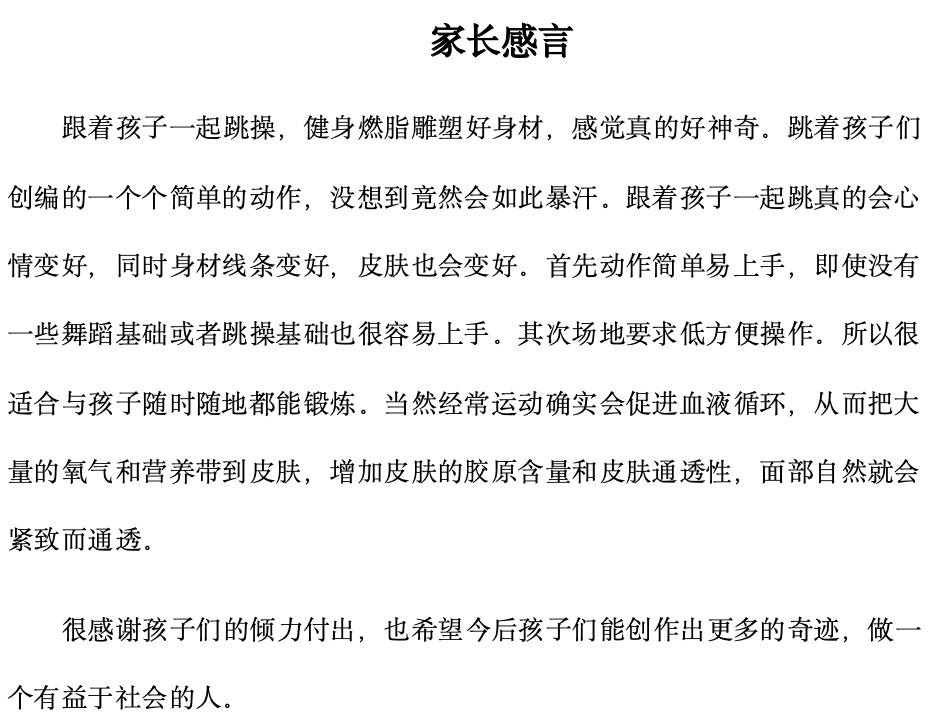 家长感言
跟着孩子一起跳操，健身燃脂雕塑好身材，感觉真的好神奇。跳着孩子们
创编的一个个简单的动作，没想到竟然会如此暴汗。跟着孩子一起跳真的会心
情变好，同时身材线条变好，皮肤也会变好。首先动作简单易上手，即使没有
一些舞蹈基础或者跳操基础也很容易上手。其次场地要求低方便操作。所以很
适合与孩子随时随地都能锻炼。当然经常运动确实会促进血液循环，从而把大
量的氧气和营养带到皮肤，增加皮肤的胶原含量和皮肤通透性，面部自然就会
紧致而通透。
很感谢孩子们的倾力付出，也希望今后孩子们能创作出更多的奇迹，做一
个有益于社会的人。